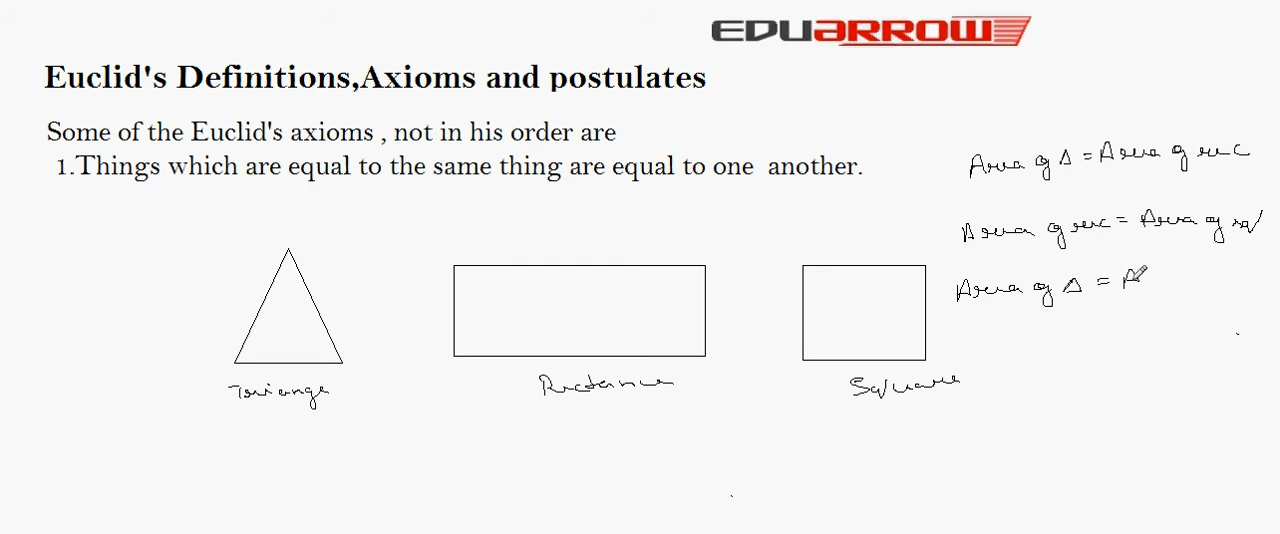 EDUARROW
Euclid's Definitions,Axioms and postulates
Some of the Euclid's axioms , not in his order are
1.Things which are equal to the same thing are equal to one another.
Area of Δ = Area of rec
Area of rec = Area of sq
Area of Δ = A
Square